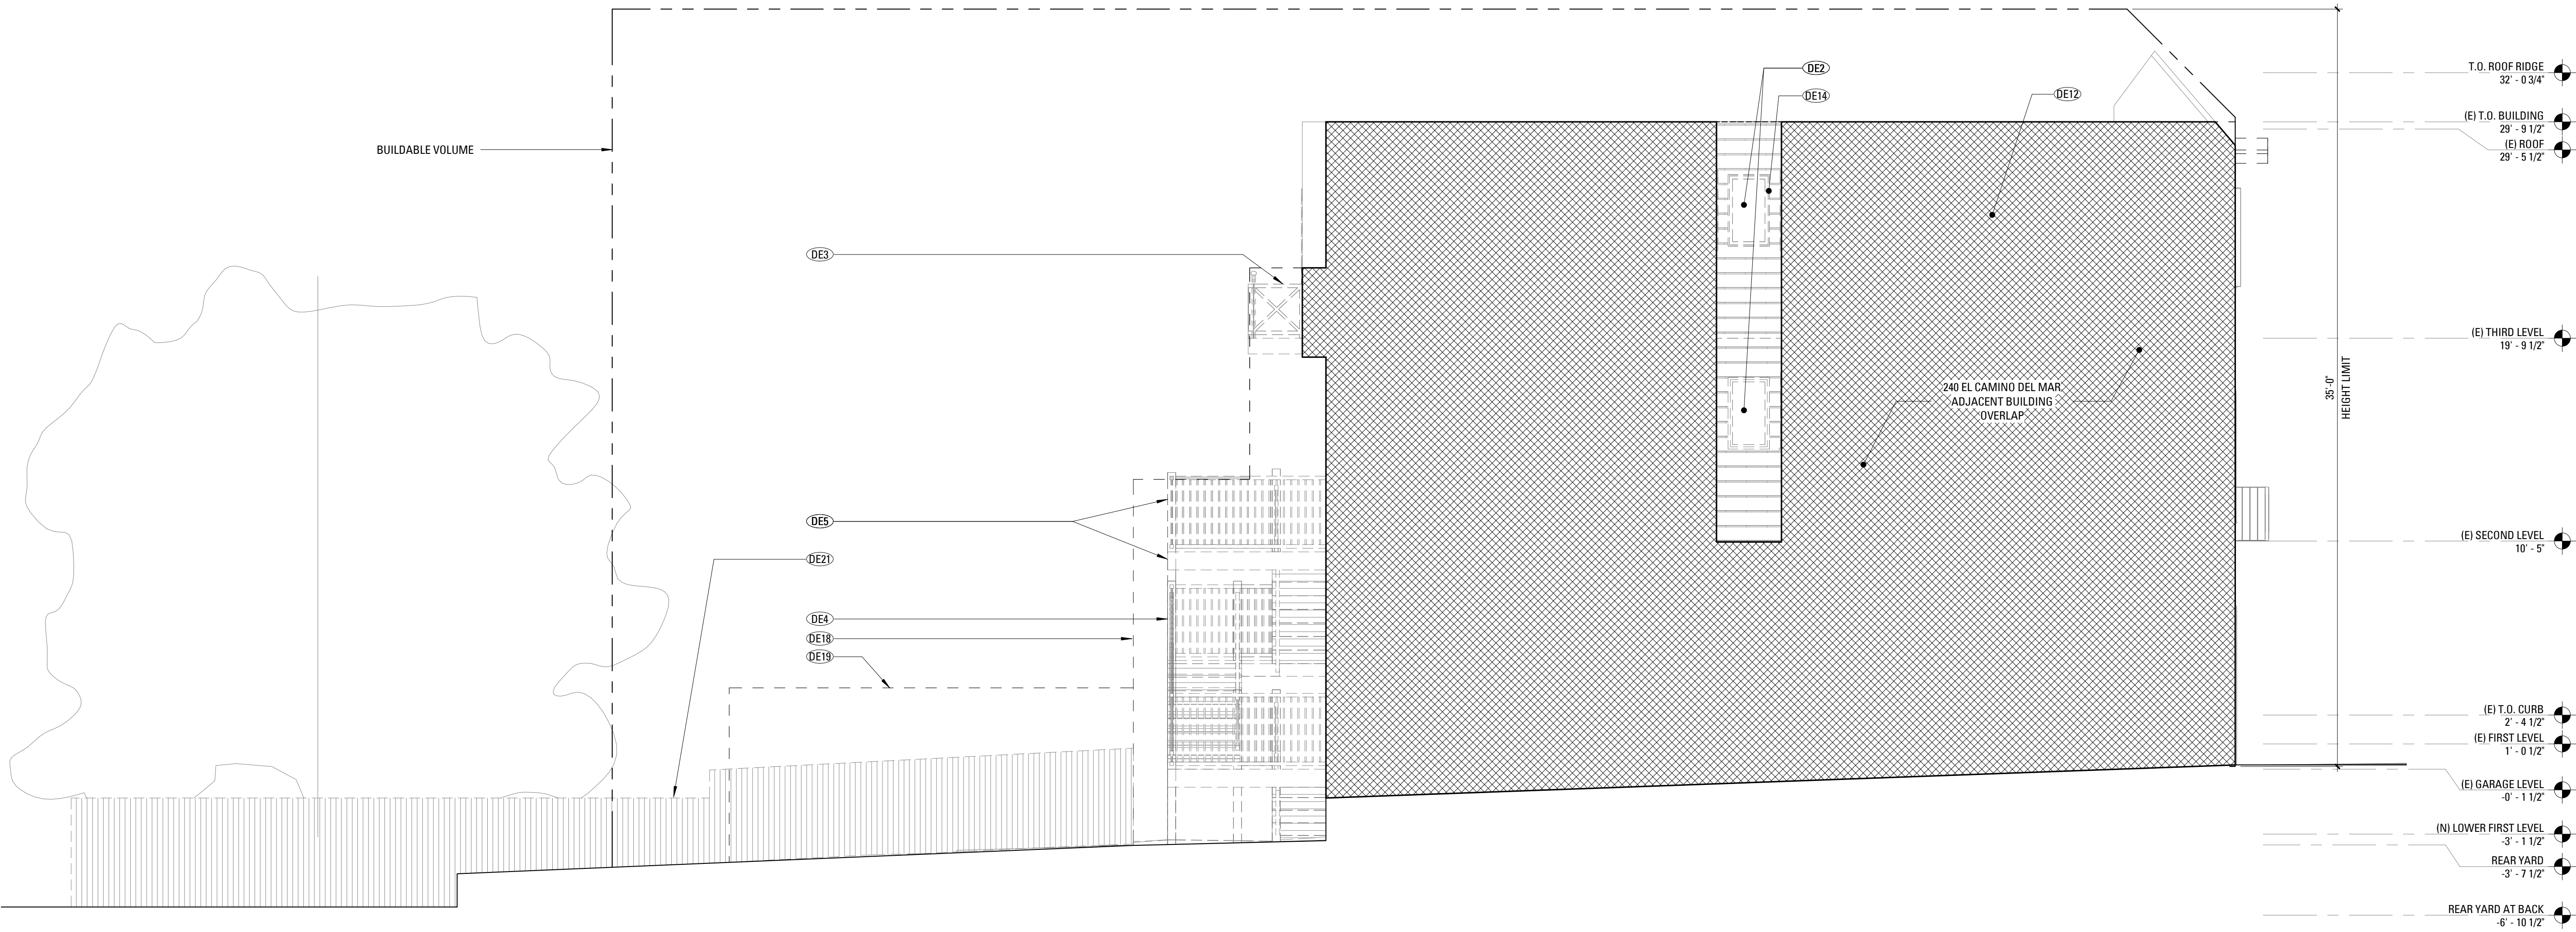 DE2
T.O. ROOF RIDGE
32' - 0 3/4"
DE14
DE12
(E) T.O. BUILDING
29' - 9 1/2"
BUILDABLE VOLUME
(E) ROOF
29' - 5 1/2"
DE3
(E) THIRD LEVEL
19' - 9 1/2"
35'-0"
HEIGHT LIMIT
240 EL CAMINO DEL MAR
ADJACENT BUILDING
OVERLAP
DE5
(E) SECOND LEVEL
10' - 5"
DE21
DE4
DE18
DE19
(E) T.O. CURB
2' - 4 1/2"
(E) FIRST LEVEL
1' - 0 1/2"
(E) GARAGE LEVEL
-0' - 1 1/2"
(N) LOWER FIRST LEVEL
-3' - 1 1/2"
REAR YARD
-3' - 7 1/2"
REAR YARD AT BACK
-6' - 10 1/2"